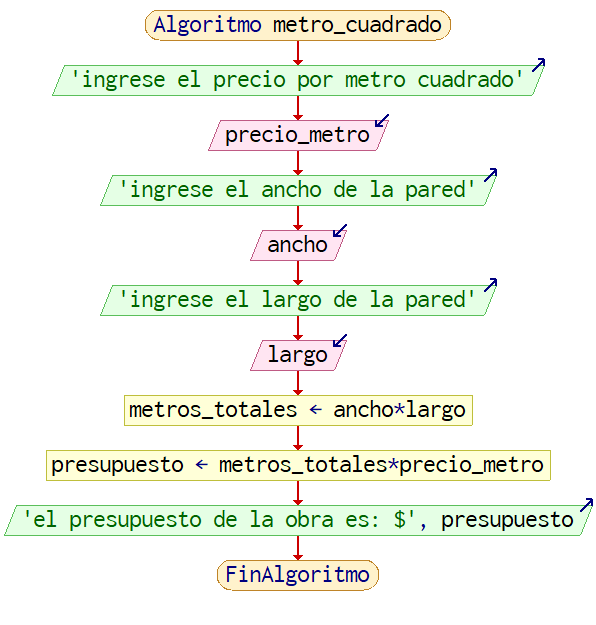 Algoritmo metro_cuadrado
'ingrese el precio por metro cuadrado'
precio_metro
'ingrese el ancho de la pared'
ancho
'ingrese el largo de la pared'
largo
metros_totales ← ancho*largo
presupuesto ← metros_totales*precio_metro
'el presupuesto de la obra es: $', presupuesto
FinAlgoritmo